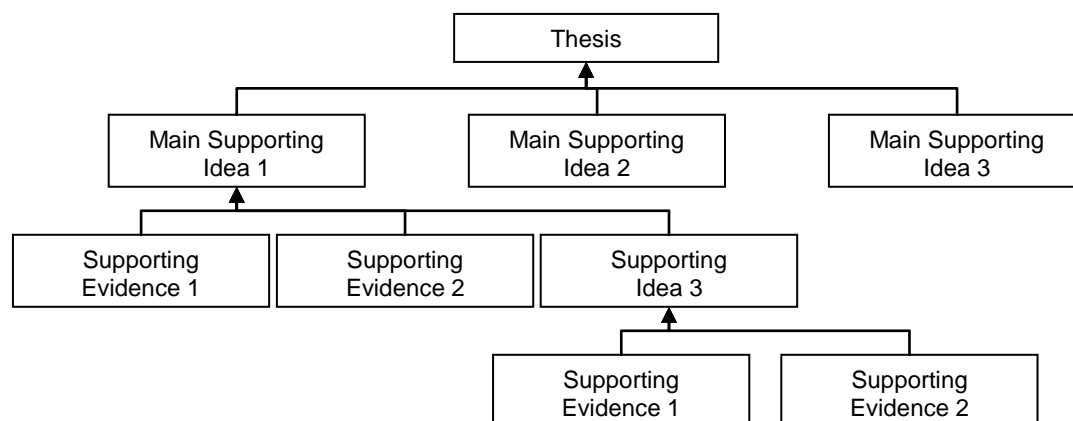 Thesis
Main Supporting
Idea 1
Main Supporting
Idea 2
Main Supporting
Idea 3
Supporting
Evidence 1
Supporting
Evidence 2
Supporting
Idea 3
Supporting
Evidence 1
Supporting
Evidence 2